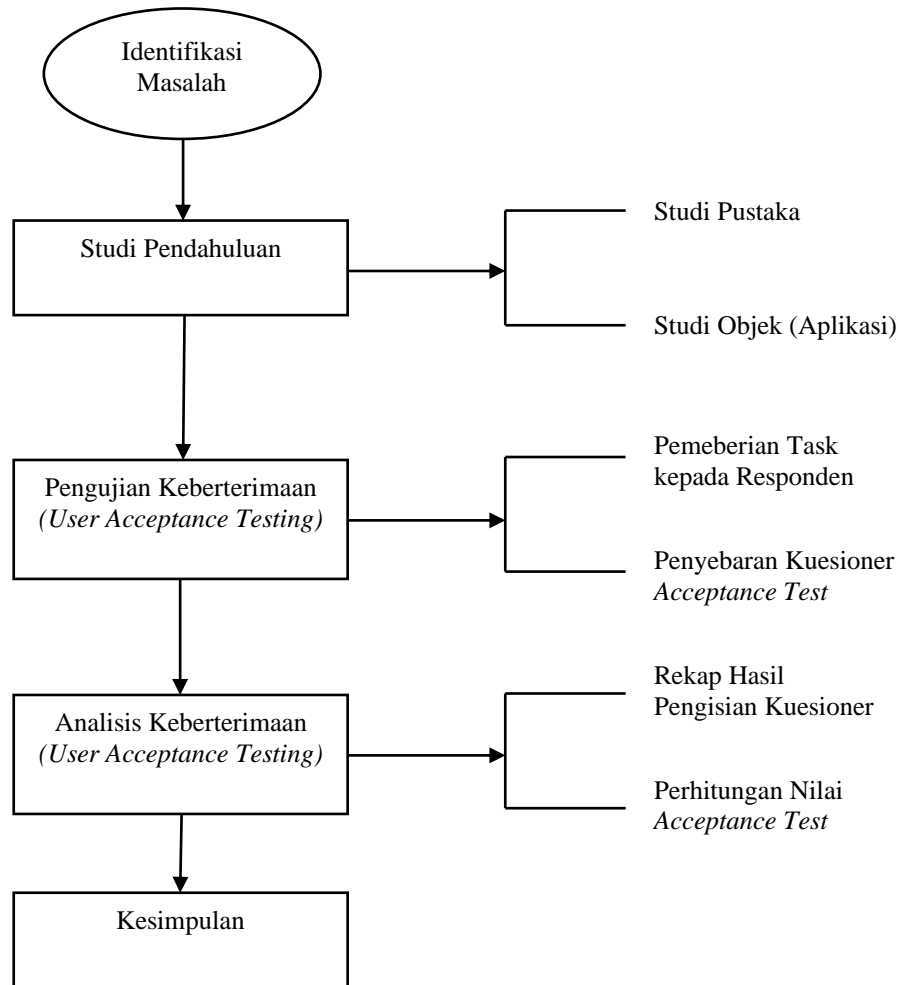 Identifikasi
Masalah
Studi Pendahuluan
Studi Pustaka
Studi Objek (Aplikasi)
Pengujian Keberterimaan
(User Acceptance Testing)
Pemeberian Task
kepada Responden
Penyebaran Kuesioner
Acceptance Test
Analisis Keberterimaan
(User Acceptance Testing)
Rekap Hasil
Pengisian Kuesioner
Perhitungan Nilai
Acceptance Test
Kesimpulan